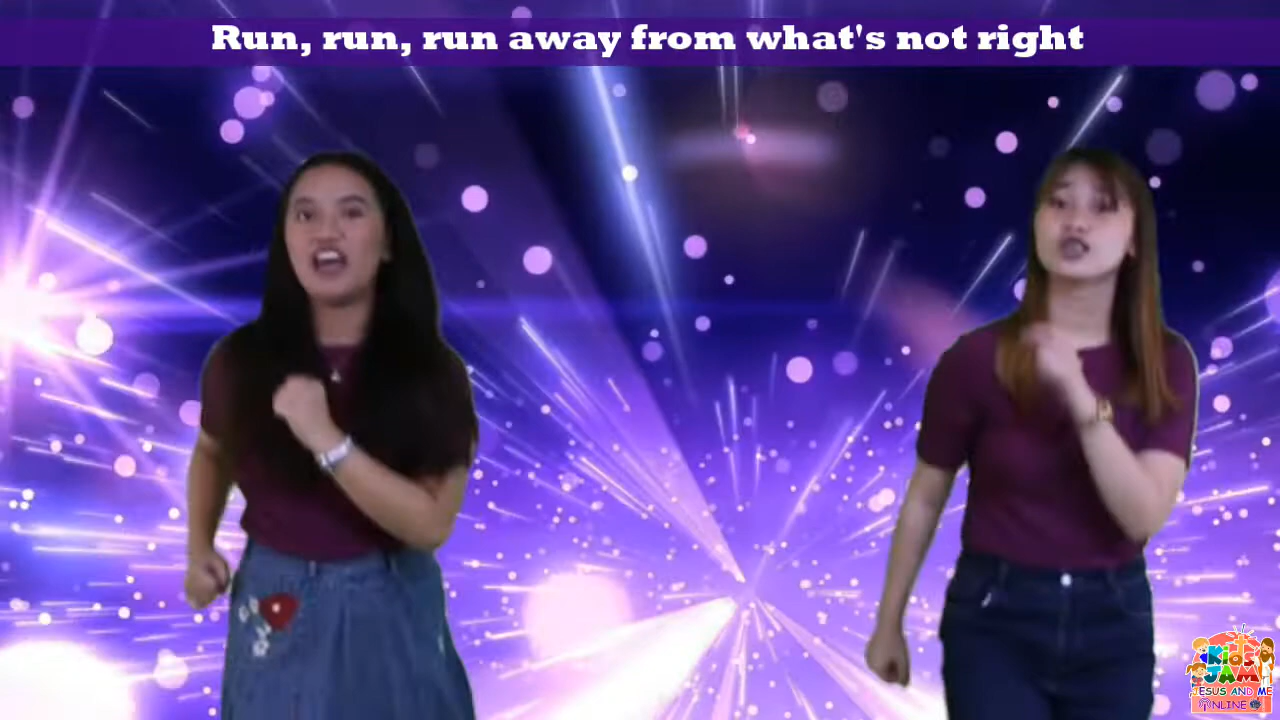 Run, run, run away from what's not right
KiDS
JAM
JESUS AND ME
ONLINE